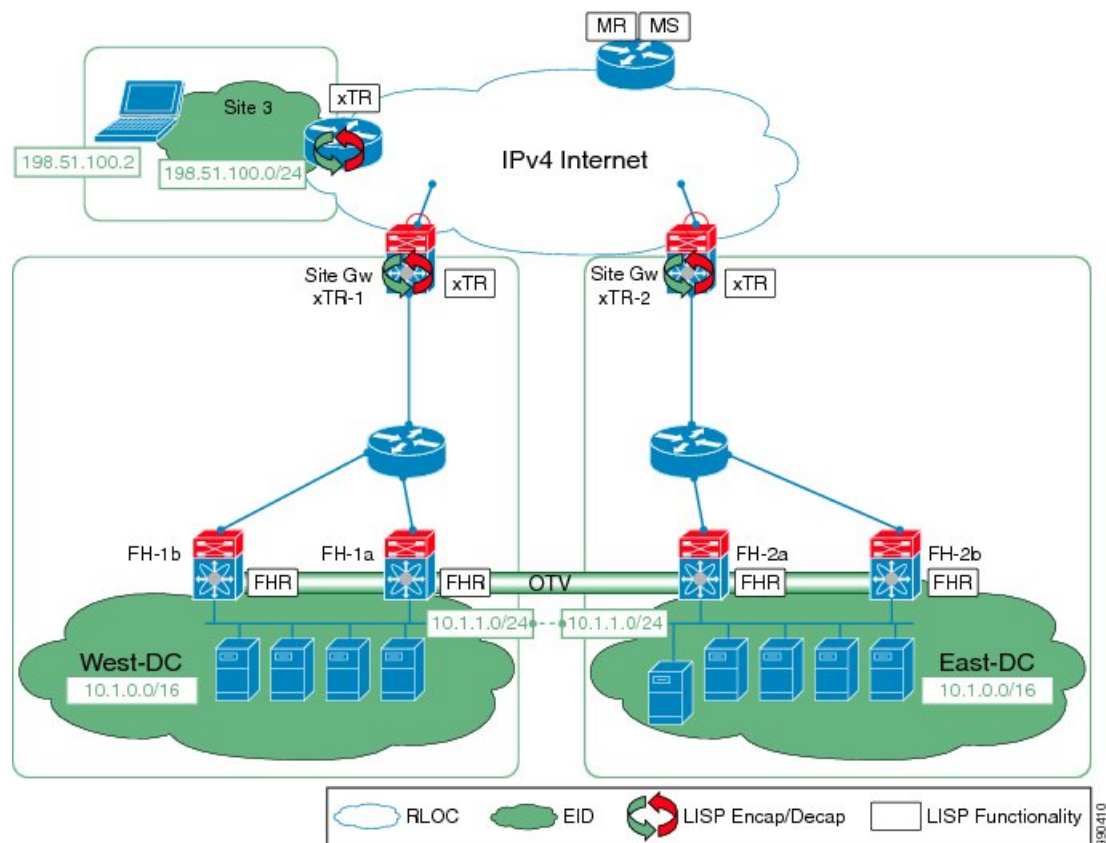 MR MS
xTR
Site 3
198.51.100.2
198.51.100.0/24
IPv4 Internet
Site Gw
xTR-1
xTR
Site Gw
xTR-2
xTR
FH-1b
FH-1a
FH-2a
FH-2b
FHR
FHR
OTV
FHR
FHR
10.1.1.0/24
10.1.1.0/24
West-DC
10.1.0.0/16
East-DC
10.1.0.0/16
RLOC
EID
LISP Encap/Decap
LISP Functionality
390410